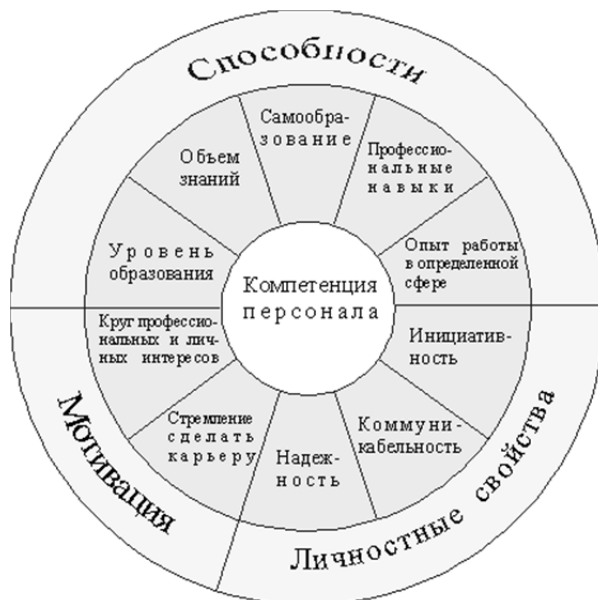 Способности
Самообра-
зование
Профессио-
нальные
навыки
Объем
знаний
Опыт работы
в определенной
сфере
Уровень
образования
Компетенция
персонала
Инициатив-
ность
Круг профессио-
нальных и лич-
ных интересов
Коммуни-
кабельность
Стремление
сделать
карьеру
Надеж-
ность
Мотивация
Личностные свойства